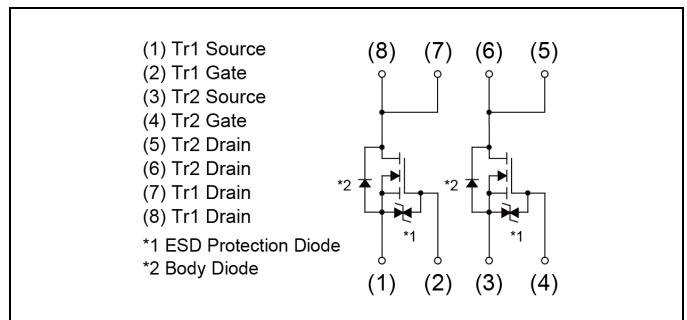 (1) Tr1 Source
(2) Tr1 Gate
(3) Tr2 Source
(4) Tr2 Gate
(5) Tr2 Drain
(6) Tr2 Drain
(7) Tr1 Drain
(8) Tr1 Drain
*1 ESD Protection Diode
*2 Body Diode
(8) (7) (6) (5)
*2 *2
*1 *1
(1) (2) (3) (4)